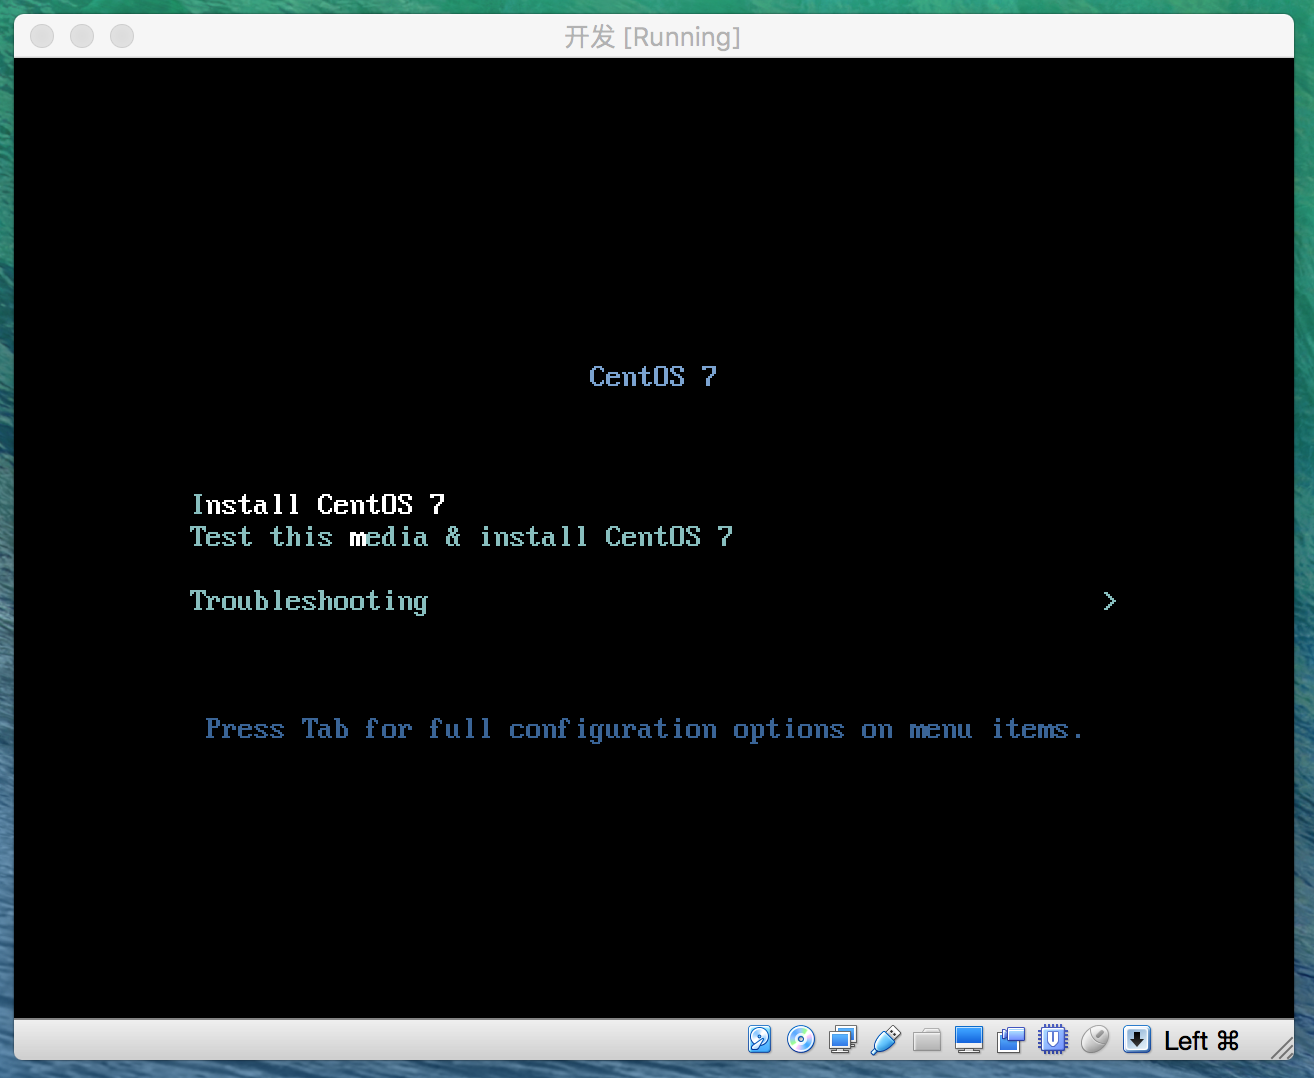 开发 [Running]
CentOS 7
Install CentOS 7
Test this media & install CentOS 7
Troubleshooting >
Press Tab for full configuration options on menu items.
Left ⌘